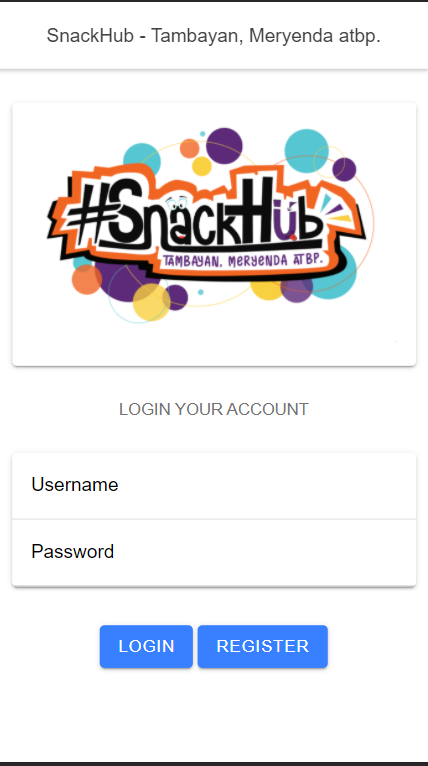 SnackHub - Tambayan, Meryenda atbp.
#SnackHub
TAMBAYAN, MERYENDA ATBP.
LOGIN YOUR ACCOUNT
Username
Password
LOGIN REGISTER